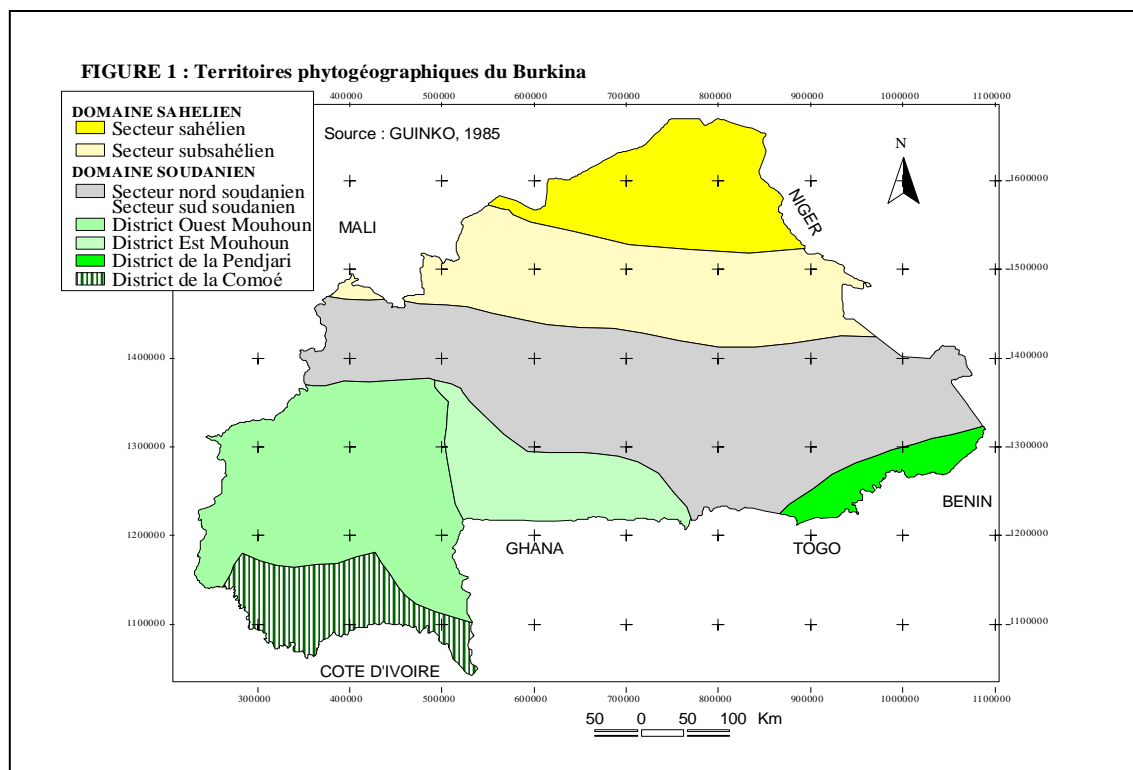 FIGURE 1 : Territoires phytogéographiques du Burkina
DOMAINE SAHELIEN
Secteur sahélien
Secteur subsahélien
DOMAINE SOUDANIEN
Secteur nord soudanien
Secteur sud soudanien
District Ouest Mouhoun
District Est Mouhoun
District de la Pendjari
District de la Comoé
400000 500000 600000 700000 800000 900000 1000000 1100000
Source : GUINKO, 1985
N
1600000
NIGER
MALI
1500000
1400000 1400000
1300000 1300000
BENIN
1200000 1200000
GHANA TOGO
1100000 1100000
COTE D'IVOIRE
300000 400000 500000 600000 700000 800000 900000 1000000 1100000
50 0 50 100 Km